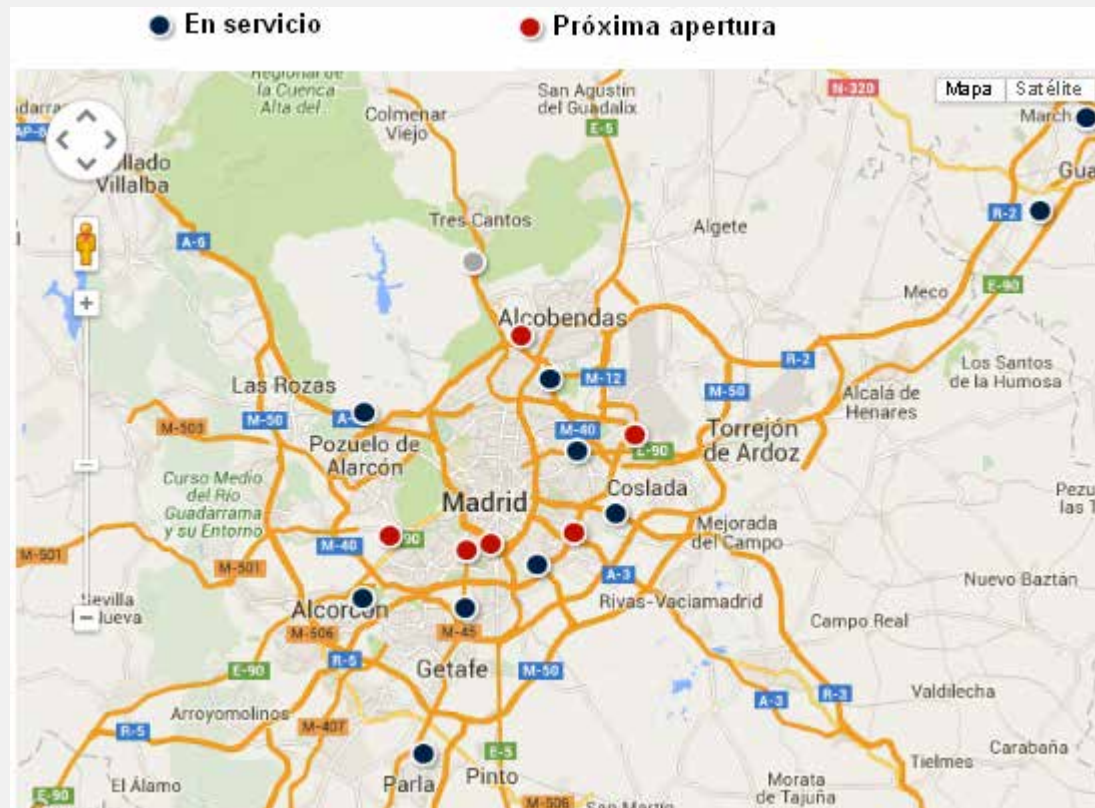 En servicio
Próxima apertura
Regional de
la Cuenca
Alta del
San Agustín
del Guadalix
N-320
Mapa
Satélite
Colmenar
Viejo
E-5
March
Villalba
Tres Cantos
Algete
R-2
A-6
E-90
Meco
Alcobendas
R-2
Los Santos
de la Humosa
Las Rozas
M-12
M-50
Alcalá de
Henares
M-50
M-503
Pozuelo de
Alarcón
M-40
E-90
Torrejón
de Ardoz
Curso Medio
del Río
Guadarrama
y su Entorno
Madrid
Coslada
Mejorada
del Campo
M-40
M-501
M-501
A-3
Nuevo Baztán
Alcorcón
Rivas-Vaciamadrid
Campo Real
M-506
M-45
R-5
E-90
Getafe
M-50
Arroyomolinos
M-407
R-5
A-3
R-3
Valdilecha
E-5
Carabaña
El Álamo
Parla
Pinto
Tielmes
E-90
M-506
Morata
de Tajuña